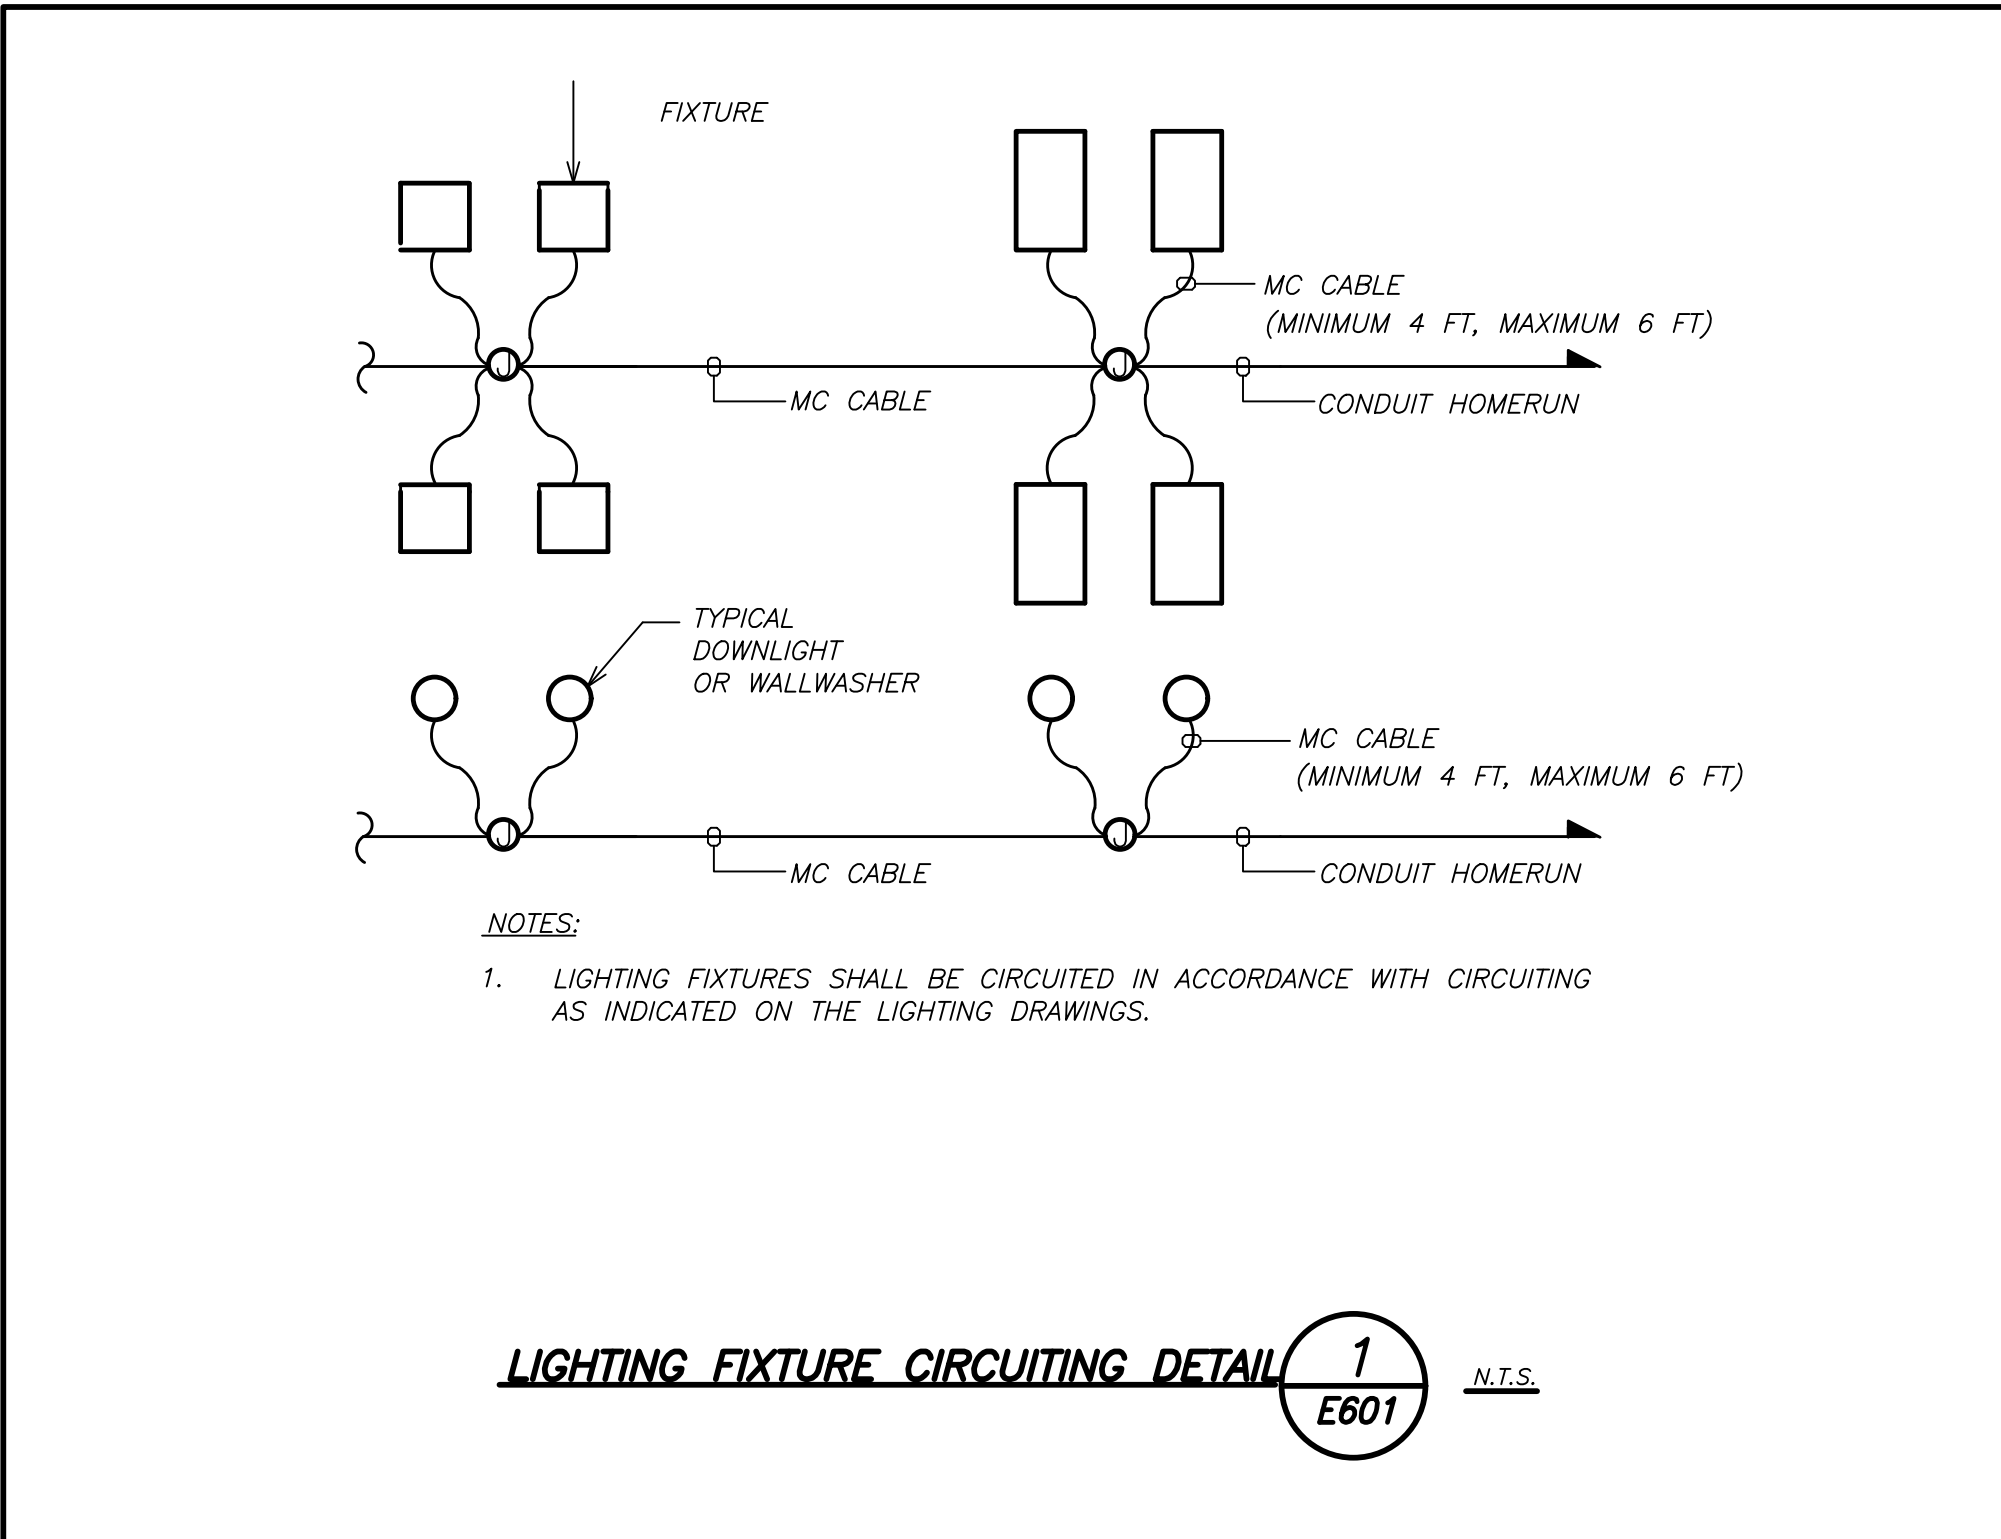 FIXTURE
MC CABLE
(MINIMUM 4 FT, MAXIMUM 6 FT)
J
J
MC CABLE
CONDUIT HOMERUN
TYPICAL
DOWNLIGHT
OR WALLWASHER
MC CABLE
(MINIMUM 4 FT, MAXIMUM 6 FT)
J
J
MC CABLE
CONDUIT HOMERUN
NOTES:
1. LIGHTING FIXTURES SHALL BE CIRCUITED IN ACCORDANCE WITH CIRCUITING
AS INDICATED ON THE LIGHTING DRAWINGS.
LIGHTING FIXTURE CIRCUITING DETAIL
1
E601
N.T.S.